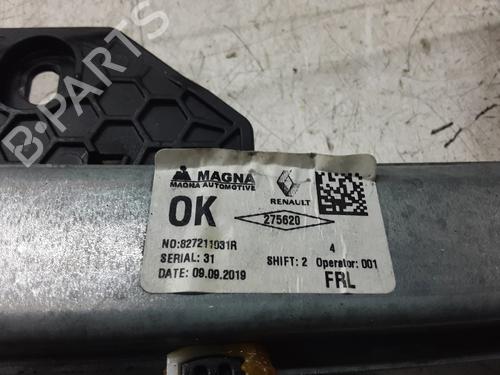 B-PARTS
MAGNA
MAGNA AUTOMOTIVE
RENAULT
OK
275620
NO:827211031R
4
SERIAL: 31
SHIFT: 2 Operator: 001
DATE: 09.09.2019
FRL